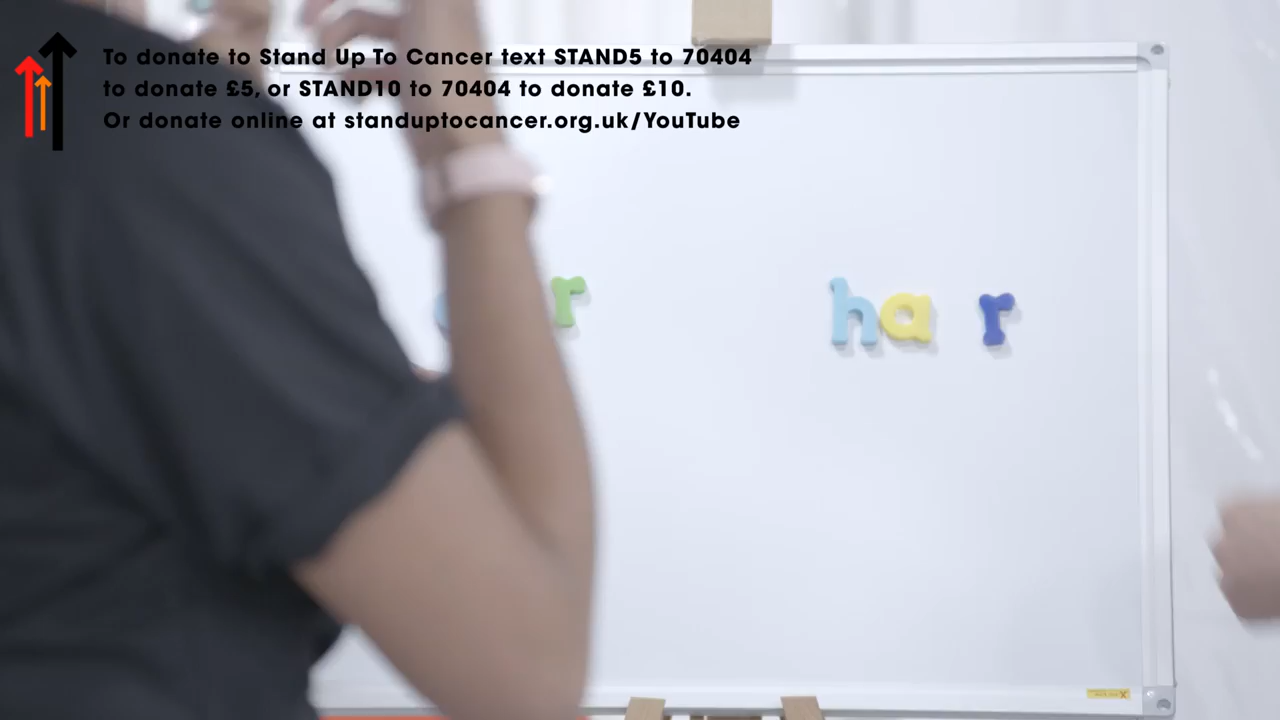 To donate to Stand Up To Cancer text STAND5 to 70404
to donate £5, or STAND10 to 70404 to donate £10.
Or donate online at standuptocancer.org.uk/YouTube
r ha r